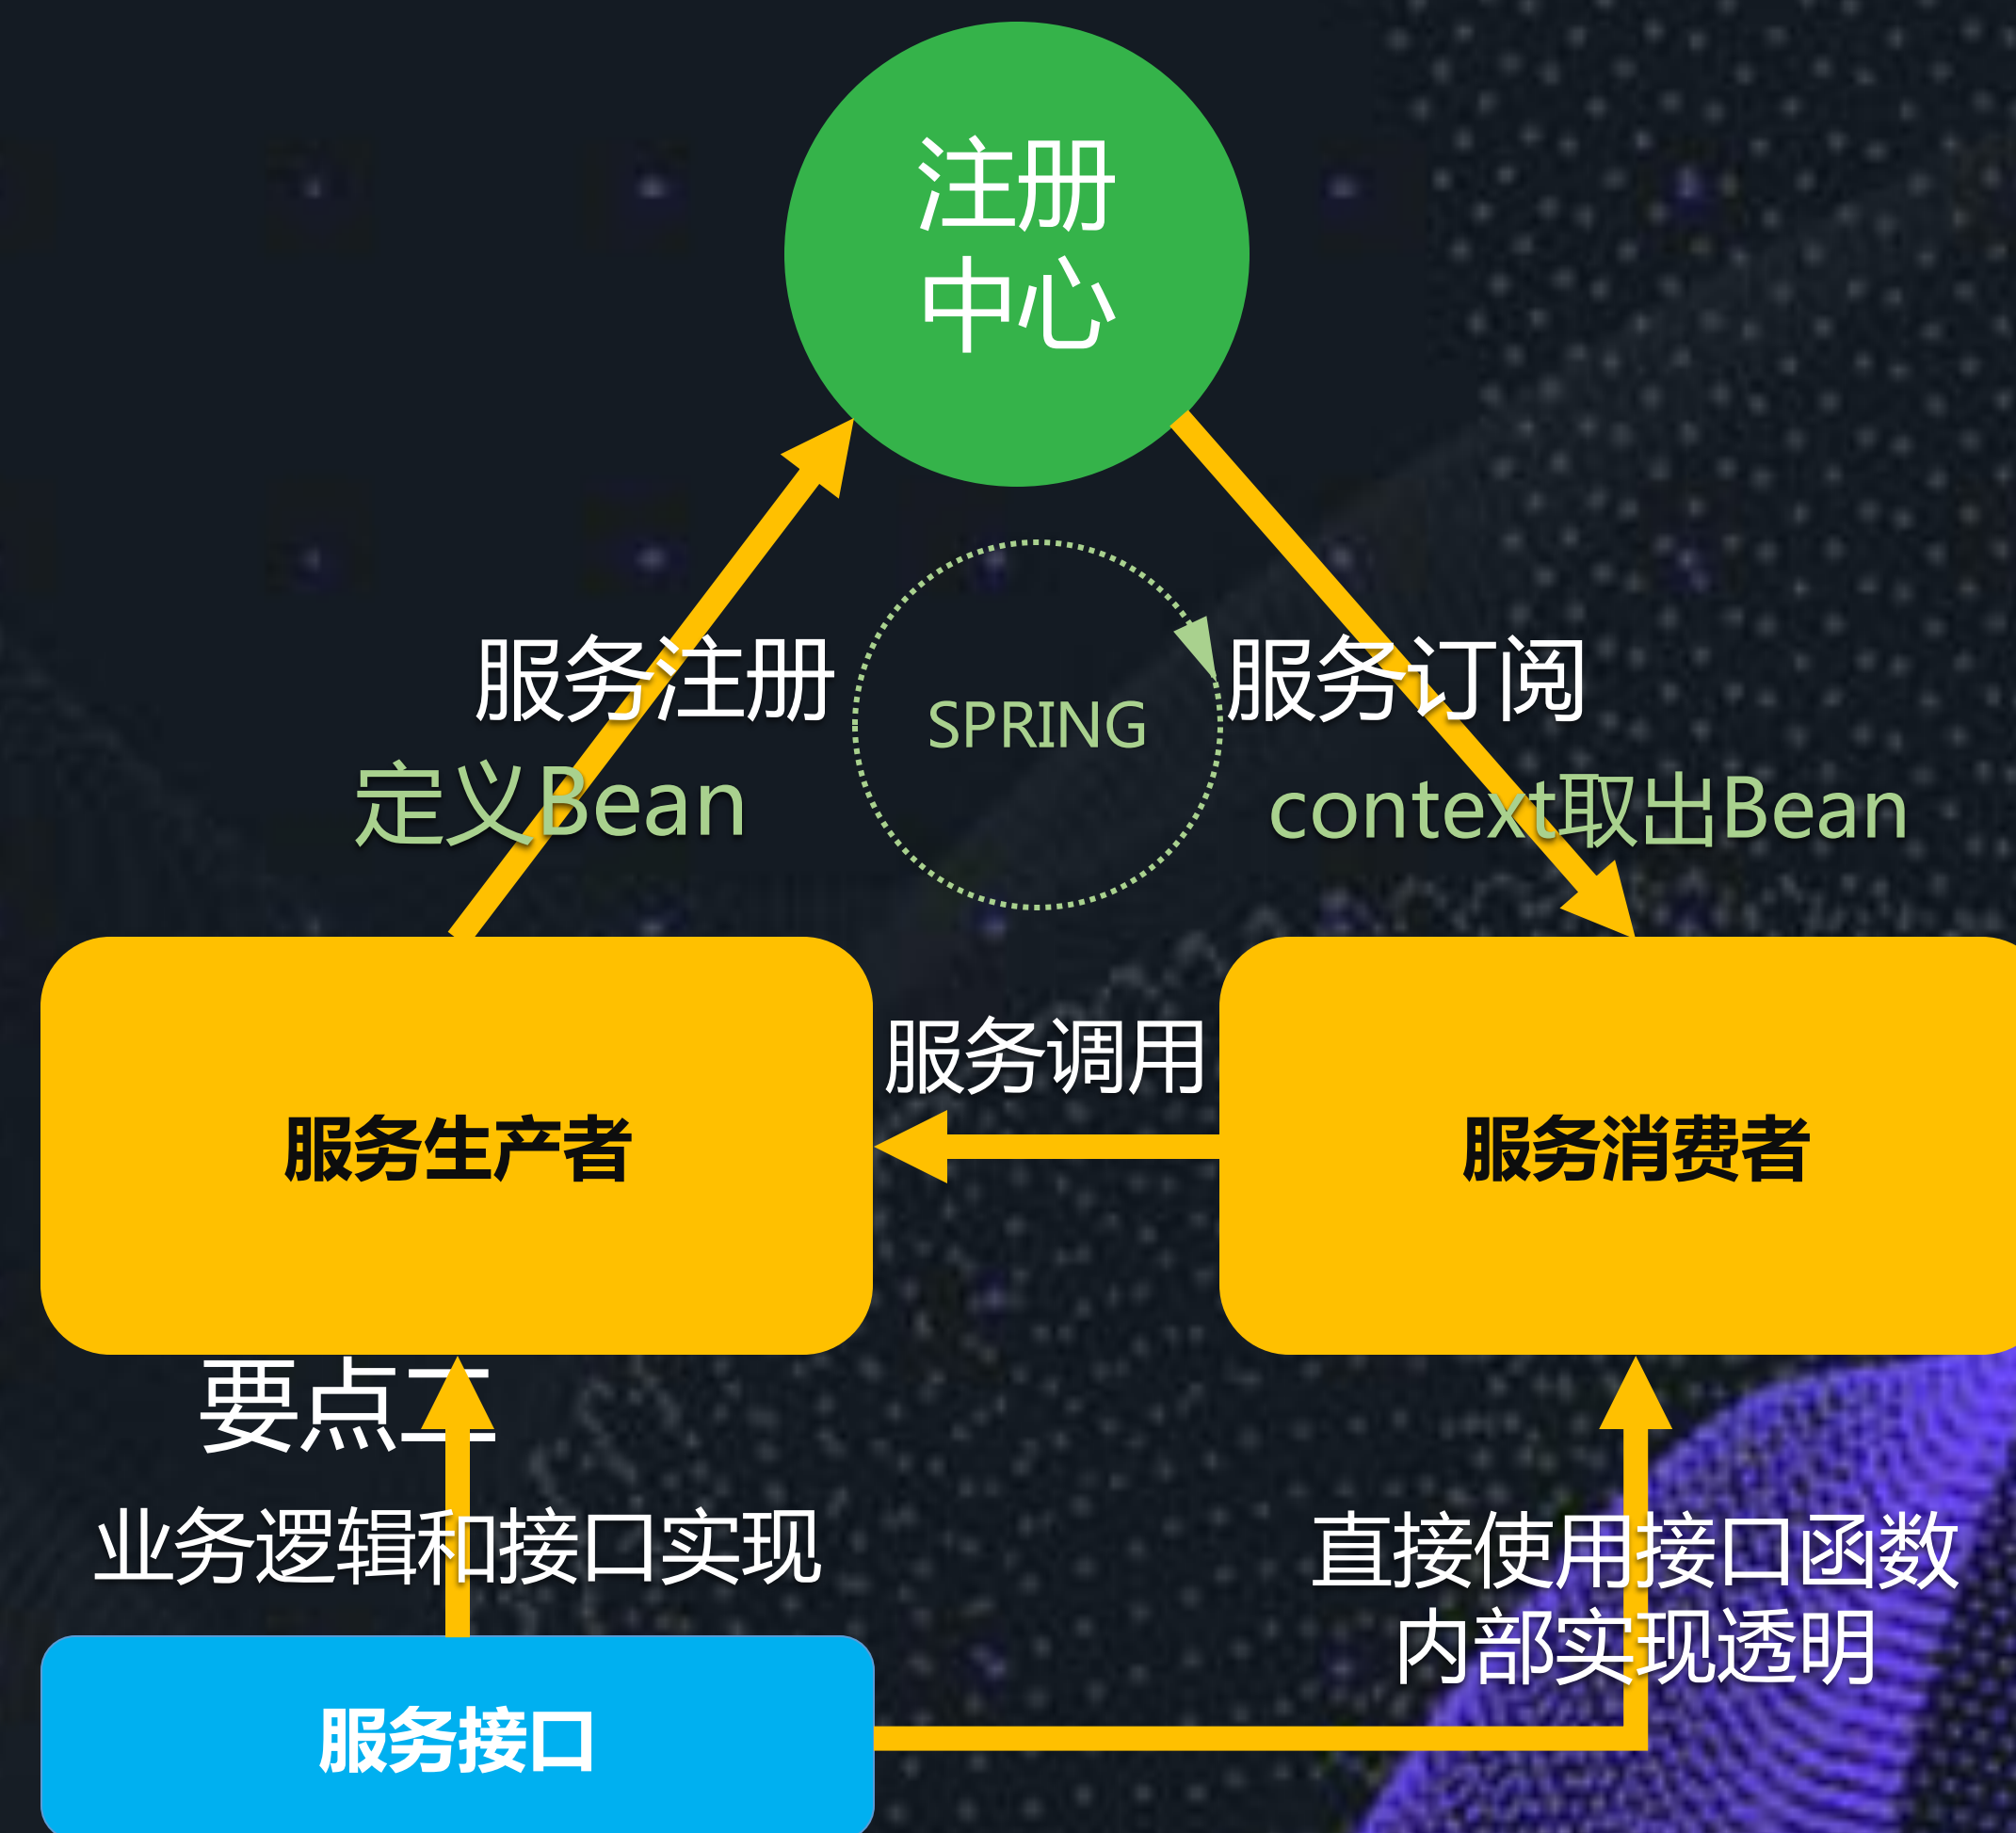 注册
中心
服务注册
SPRING
服务订阅
定义Bean
context取出Bean
服务调用
服务生产者
服务消费者
要点二
业务逻辑和接口实现
直接使用接口函数
内部实现透明
服务接口